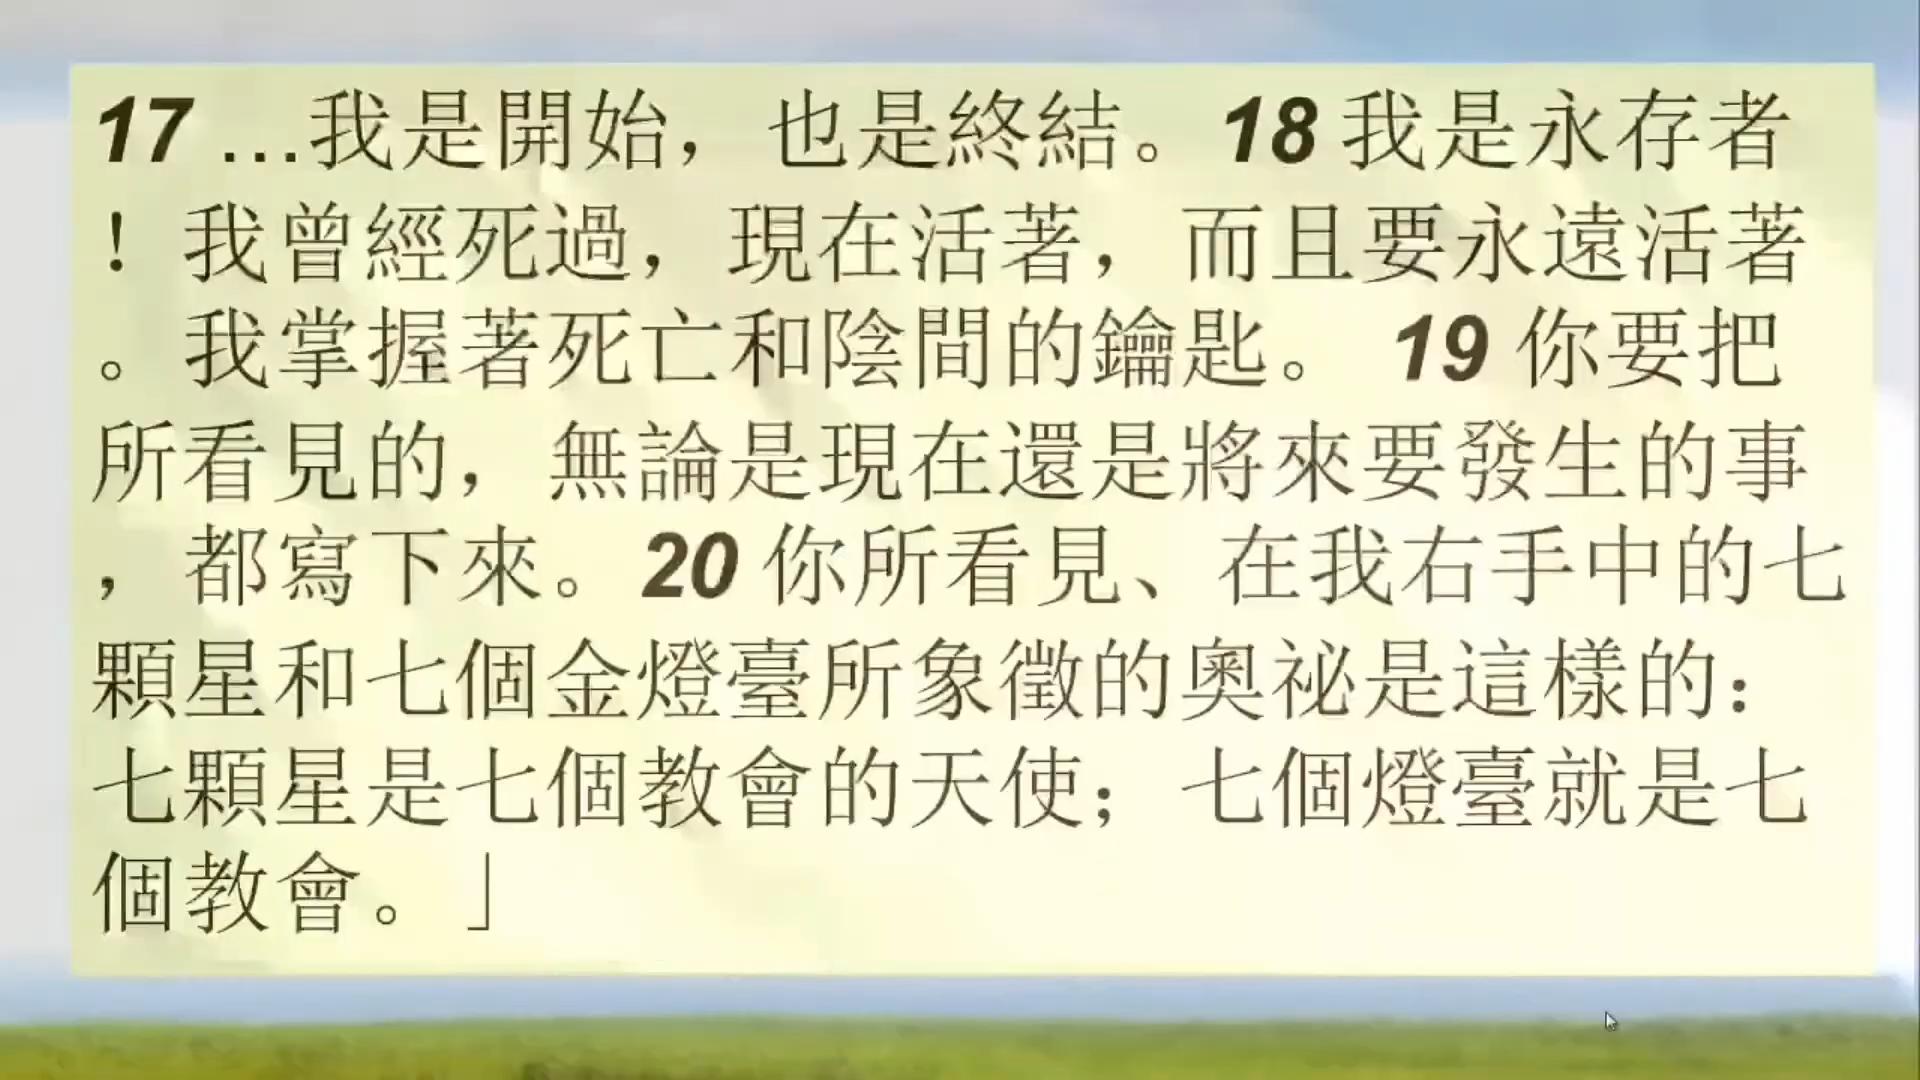 17 …我是開始，也是終結。18 我是永存者
！我曾經死過，現在活著，而且要永遠活著
。我掌握著死亡和陰間的鑰匙。 19 你要把
所看見的，無論是現在還是將來要發生的事
，都寫下來。20 你所看見、在我右手中的七
顆星和七個金燈臺所象徵的奧祕是這樣的：
七顆星是七個教會的天使；七個燈臺就是七
個教會。」